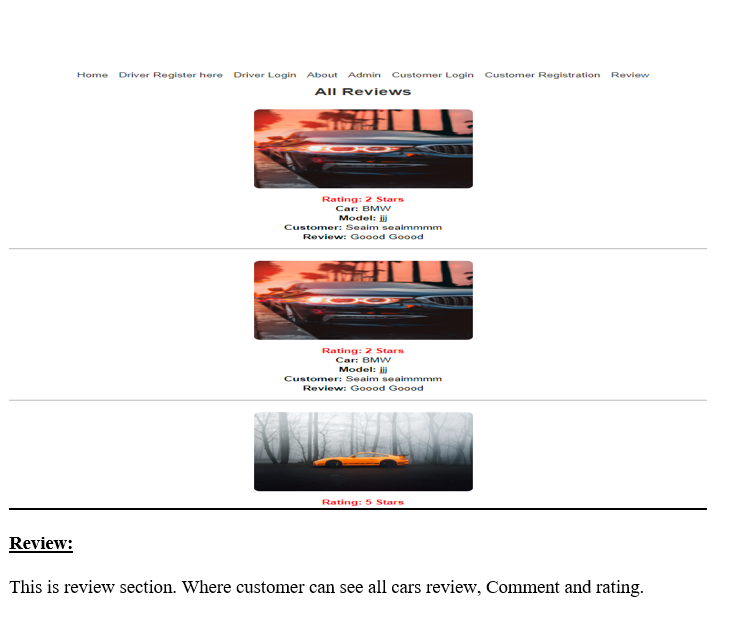 Home Driver Register here Driver Login About Admin Customer Login Customer Registration Review
All Reviews
Rating: 2 Stars
Car: BMW
Model: jjj
Customer: Seaim seaimmmm
Review: Goood Goood
Rating: 2 Stars
Car: BMW
Model: jjj
Customer: Seaim seaimmmm
Review: Goood Goood
Rating: 5 Stars
Review:
This is review section. Where customer can see all cars review, Comment and rating.